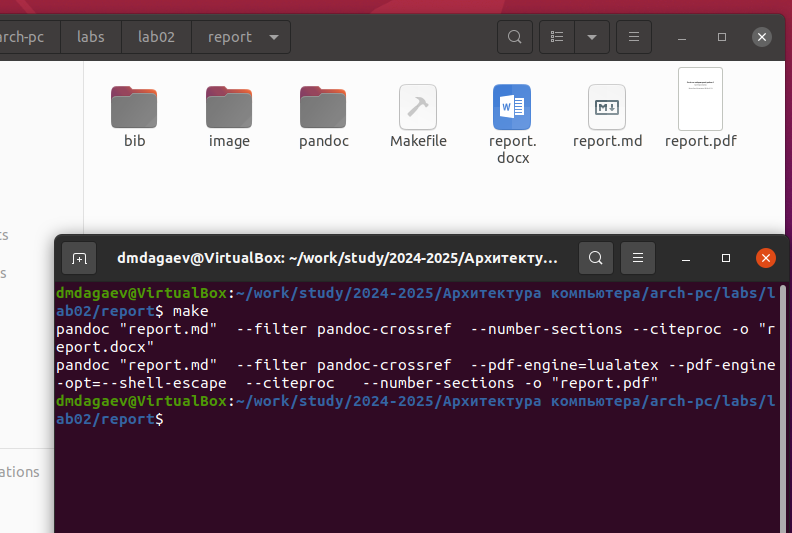 arch-pc labs lab02 report
bib image pandoc Makefile report.docx report.md report.pdf
ts
s
ations
dmdagaev@VirtualBox: ~/work/study/2024-2025/Архитекту...
dmdagaev@VirtualBox:~/work/study/2024-2025/Архитектура компьютера/arch-pc/labs/l
ab02/report$ make
pandoc "report.md"  --filter pandoc-crossref  --number-sections --citeproc -o "r
eport.docx"
pandoc "report.md"  --filter pandoc-crossref  --pdf-engine=lualatex --pdf-engine
-opt=--shell-escape  --citeproc   --number-sections -o "report.pdf"
dmdagaev@VirtualBox:~/work/study/2024-2025/Архитектура компьютера/arch-pc/labs/l
ab02/report$